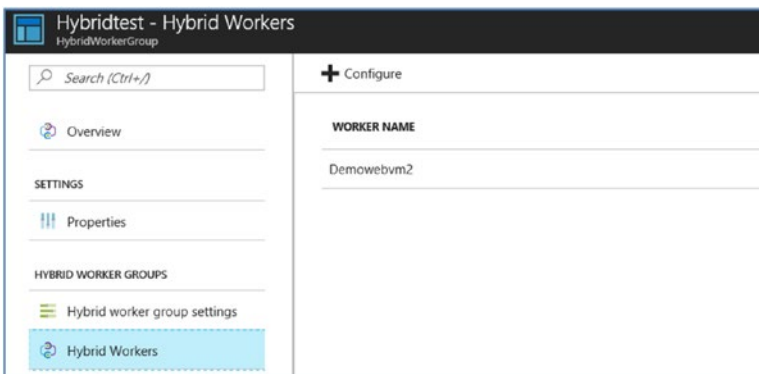 Hybridtest - Hybrid Workers
HybridWorkerGroup
Search (Ctrl+/)
Overview
SETTINGS
Properties
HYBRID WORKER GROUPS
Hybrid worker group settings
Hybrid Workers
Configure
WORKER NAME
Demowebvm2